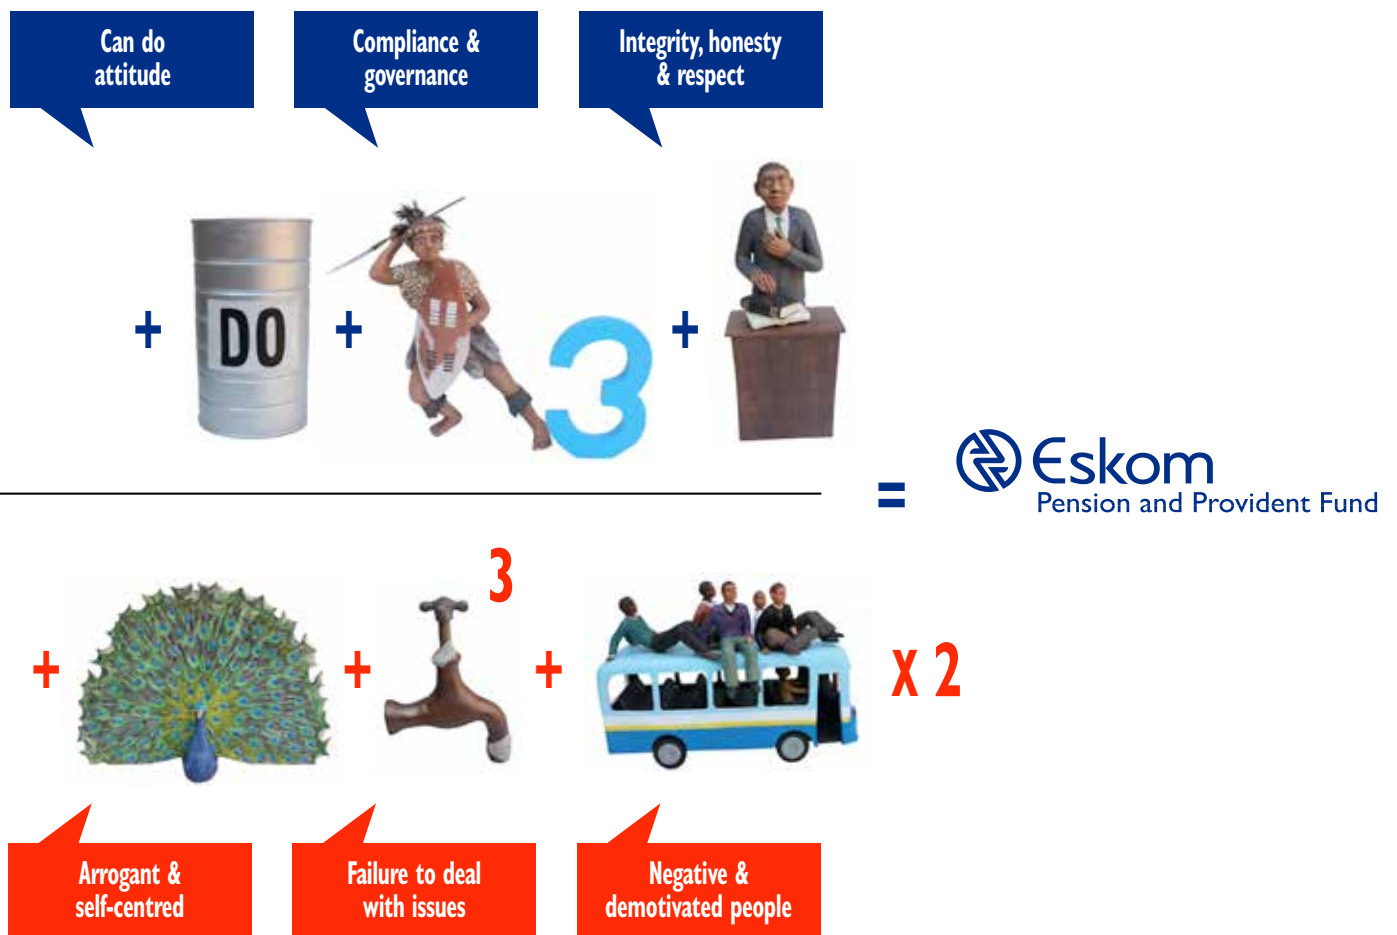 Can do
attitude
Compliance &
governance
Integrity, honesty
& respect
+
DO
+
3
+
=
Eskom
Pension and Provident Fund
+
+
3
+
x 2
Arrogant &
self-centred
Failure to deal
with issues
Negative &
demotivated people